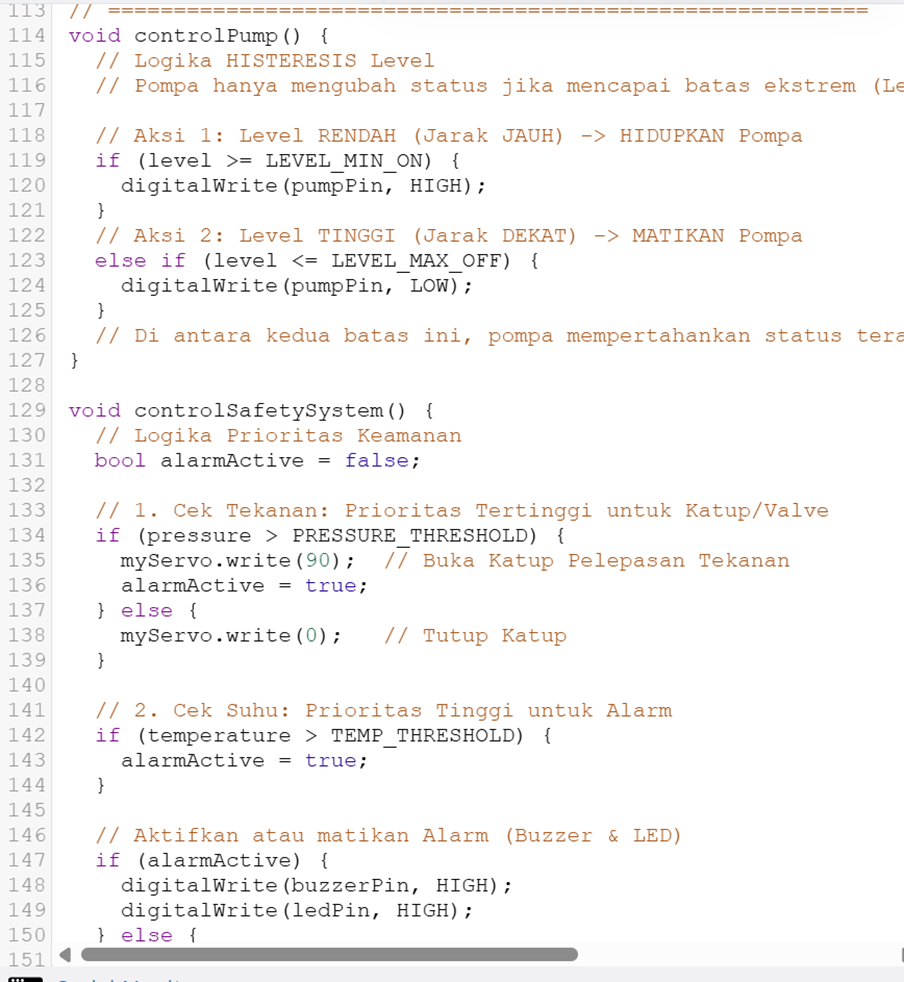 113 // ==========================================================
114 void controlPump() {
115   // Logika HISTERESIS Level
116   // Pompa hanya mengubah status jika mencapai batas ekstrem (Le
117
118   // Aksi 1: Level RENDAH (Jarak JAUH) -> HIDUPKAN Pompa
119   if (level >= LEVEL_MIN_ON) {
120     digitalWrite(pumpPin, HIGH);
121   }
122   // Aksi 2: Level TINGGI (Jarak DEKAT) -> MATIKAN Pompa
123   else if (level <= LEVEL_MAX_OFF) {
124     digitalWrite(pumpPin, LOW);
125   }
126   // Di antara kedua batas ini, pompa mempertahankan status tera
127 }
128
129 void controlSafetySystem() {
130   // Logika Prioritas Keamanan
131   bool alarmActive = false;
132
133   // 1. Cek Tekanan: Prioritas Tertinggi untuk Katup/Valve
134   if (pressure > PRESSURE_THRESHOLD) {
135     myServo.write(90);  // Buka Katup Pelepasan Tekanan
136     alarmActive = true;
137   } else {
138     myServo.write(0);   // Tutup Katup
139   }
140
141   // 2. Cek Suhu: Prioritas Tinggi untuk Alarm
142   if (temperature > TEMP_THRESHOLD) {
143     alarmActive = true;
144   }
145
146   // Aktifkan atau matikan Alarm (Buzzer & LED)
147   if (alarmActive) {
148     digitalWrite(buzzerPin, HIGH);
149     digitalWrite(ledPin, HIGH);
150   } else {
151